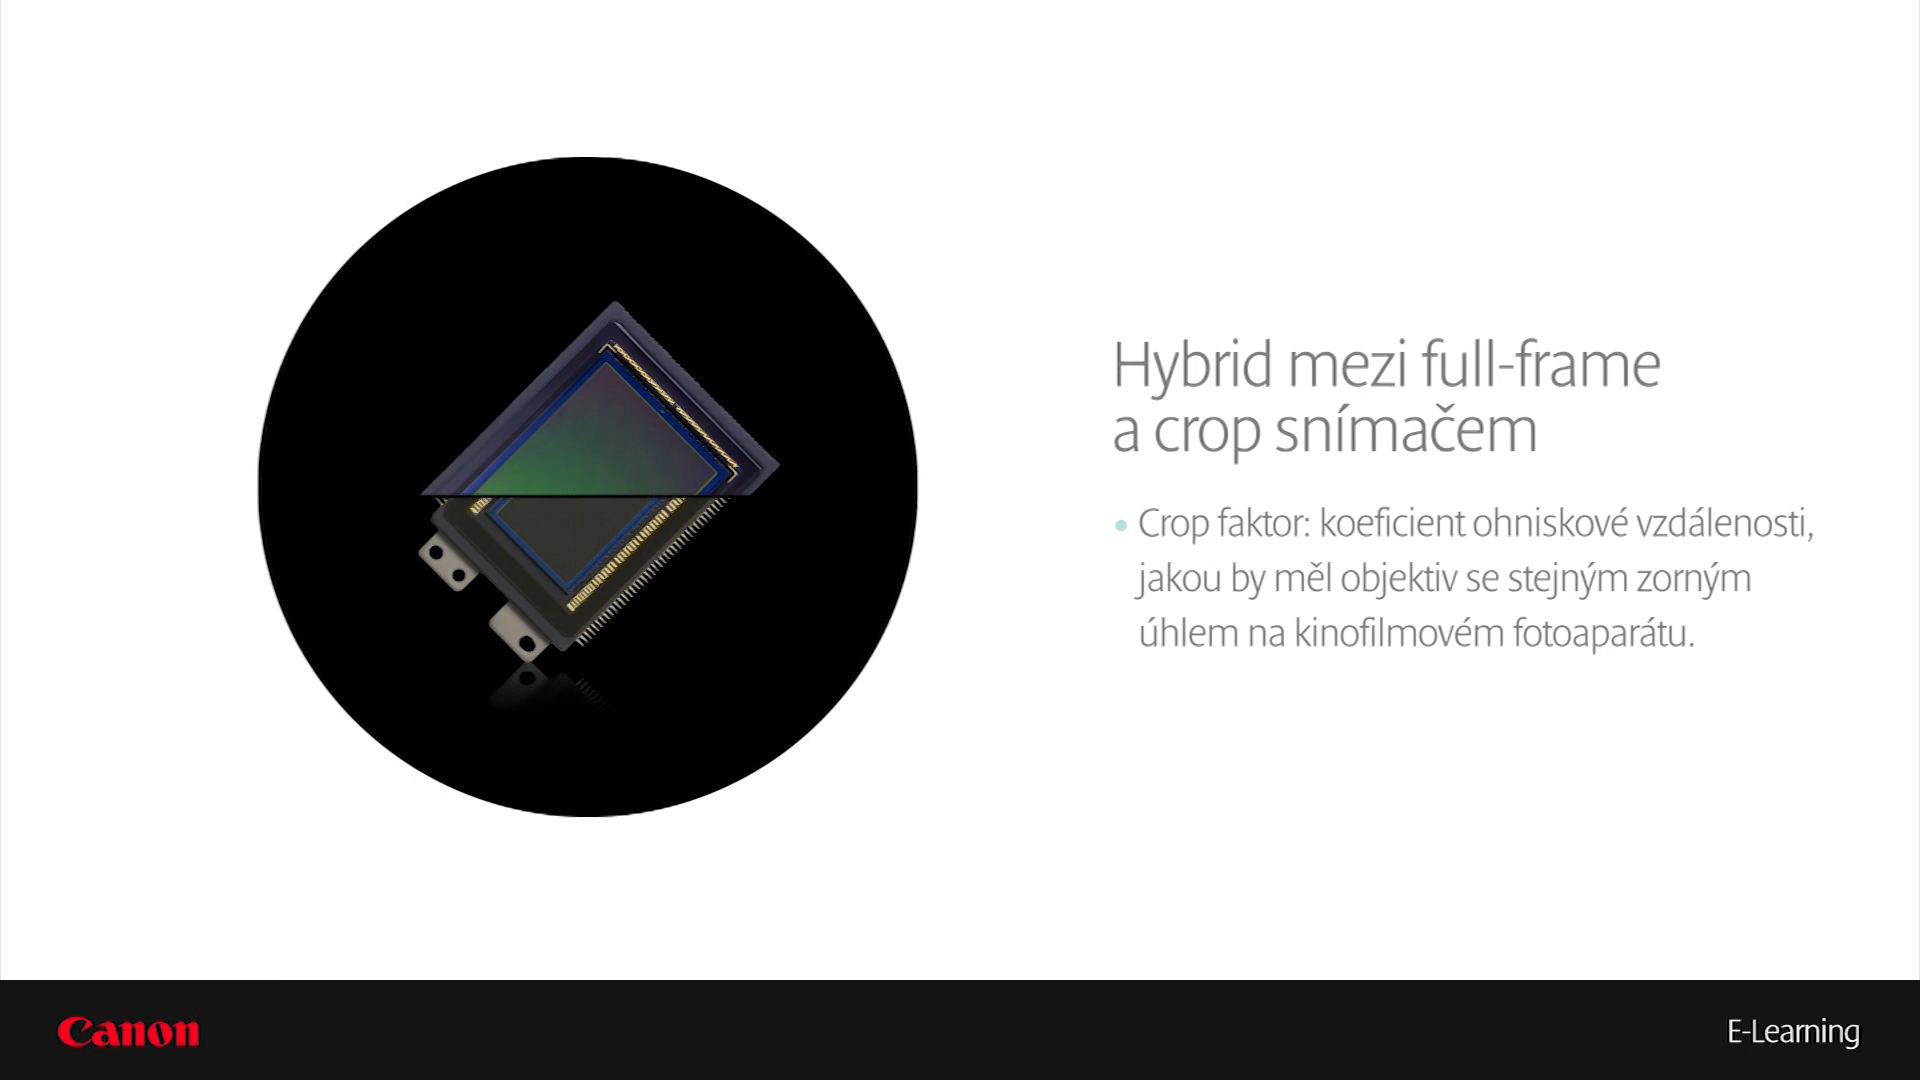 Hybrid mezi full-frame
a crop snímačem
• Crop faktor: koeficient ohniskové vzdálenosti,
jakou by měl objektiv se stejným zorným
úhlem na kinofilmovém fotoaparátu.
Canon
E-Learning